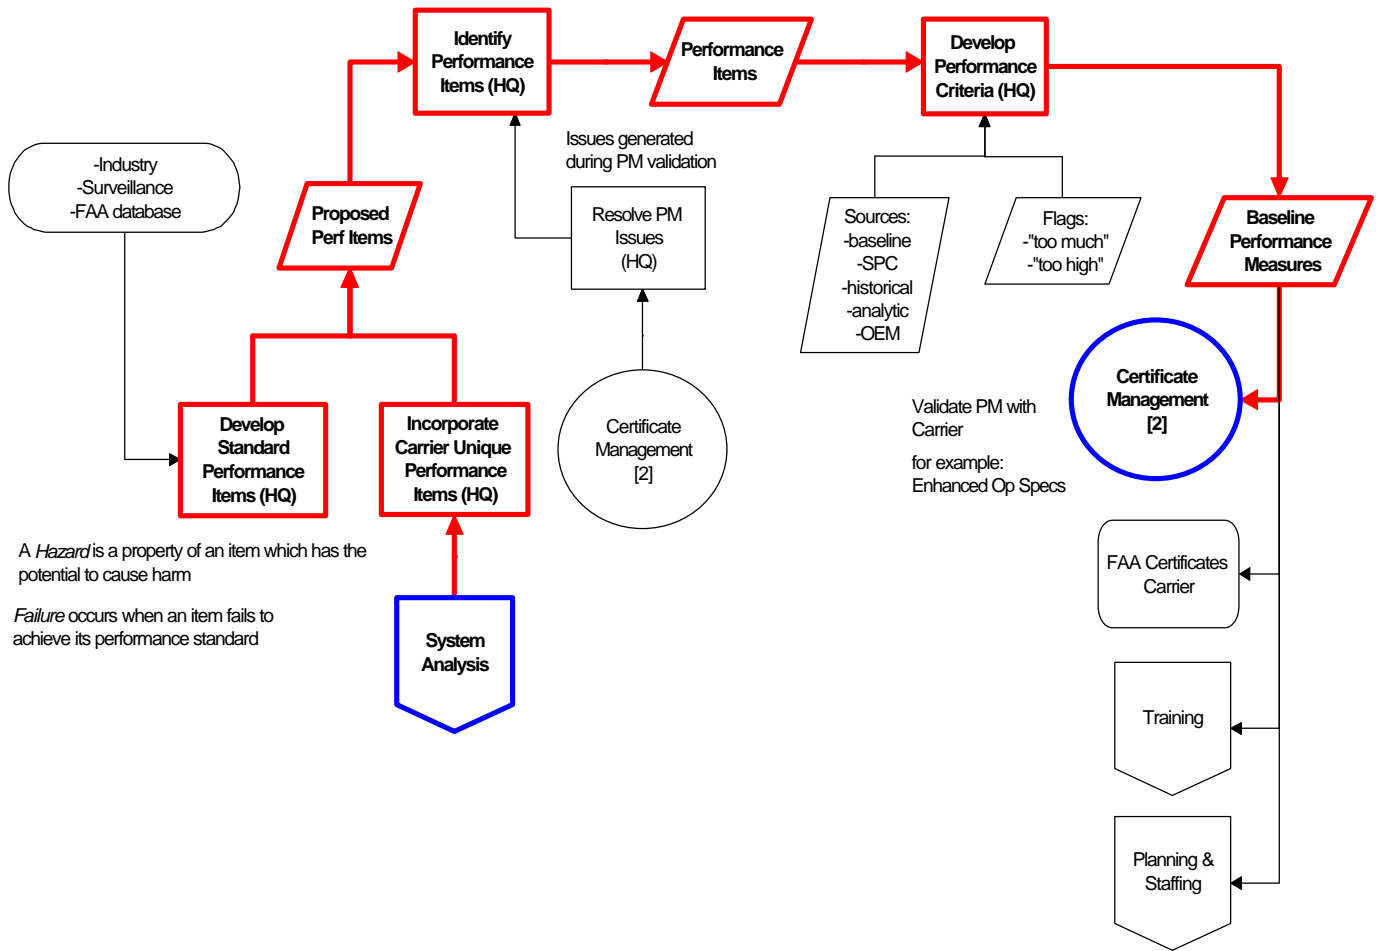 Identify
Performance
Items (HQ)
Performance
Items
Develop
Performance
Criteria (HQ)
Issues generated
during PM validation
-Industry
-Surveillance
-FAA database
Proposed
Perf Items
Resolve PM
Issues
(HQ)
Sources:
-baseline
-SPC
-historical
-analytic
-OEM
Flags:
-"too much"
-"too high"
Baseline
Performance
Measures
Certificate
Management
[2]
Validate PM with
Carrier
for example:
Enhanced Op Specs
Develop
Standard
Performance
Items (HQ)
Incorporate
Carrier Unique
Performance
Items (HQ)
Certificate
Management
[2]
A Hazard is a property of an item which has the
potential to cause harm
Failure occurs when an item fails to
achieve its performance standard
System
Analysis
FAA Certificates
Carrier
Training
Planning &
Staffing